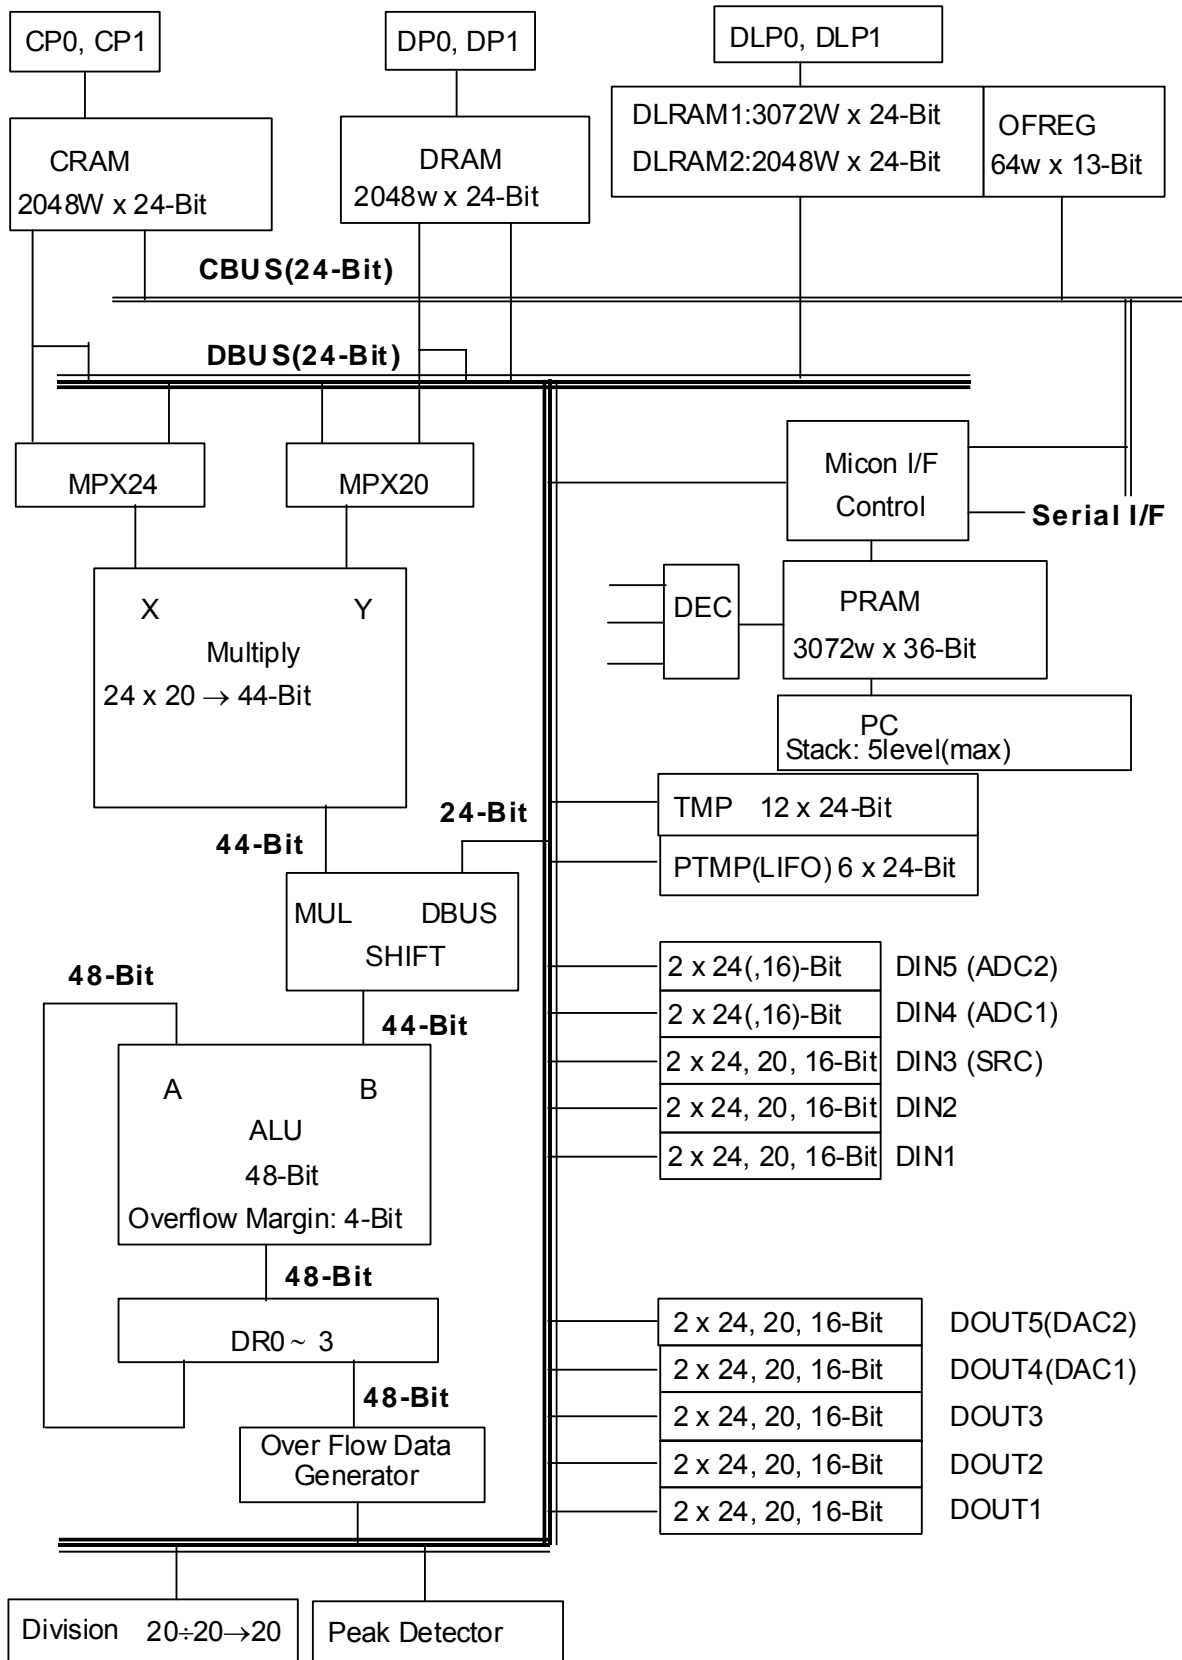 CP0, CP1
DP0, DP1
DLP0, DLP1
CRAM
2048W x 24-Bit
DRAM
2048w x 24-Bit
DLRAM1:3072W x 24-Bit
DLRAM2:2048W x 24-Bit
OFREG
64w x 13-Bit
CBUS(24-Bit)
DBUS(24-Bit)
MPX24
MPX20
Micon I/F
Control
Serial I/F
X
Y
Multiply
24 x 20 → 44-Bit
DEC
PRAM
3072w x 36-Bit
PC
Stack: 5level(max)
24-Bit
44-Bit
TMP 12 x 24-Bit
PTMP(LIFO) 6 x 24-Bit
MUL DBUS
SHIFT
48-Bit
44-Bit
2 x 24(,16)-Bit DIN5 (ADC2)
2 x 24(,16)-Bit DIN4 (ADC1)
2 x 24, 20, 16-Bit DIN3 (SRC)
2 x 24, 20, 16-Bit DIN2
2 x 24, 20, 16-Bit DIN1
A
B
ALU
48-Bit
Overflow Margin: 4-Bit
48-Bit
DR0 ~ 3
48-Bit
Over Flow Data
Generator
2 x 24, 20, 16-Bit DOUT5(DAC2)
2 x 24, 20, 16-Bit DOUT4(DAC1)
2 x 24, 20, 16-Bit DOUT3
2 x 24, 20, 16-Bit DOUT2
2 x 24, 20, 16-Bit DOUT1
Division 20÷20→20
Peak Detector